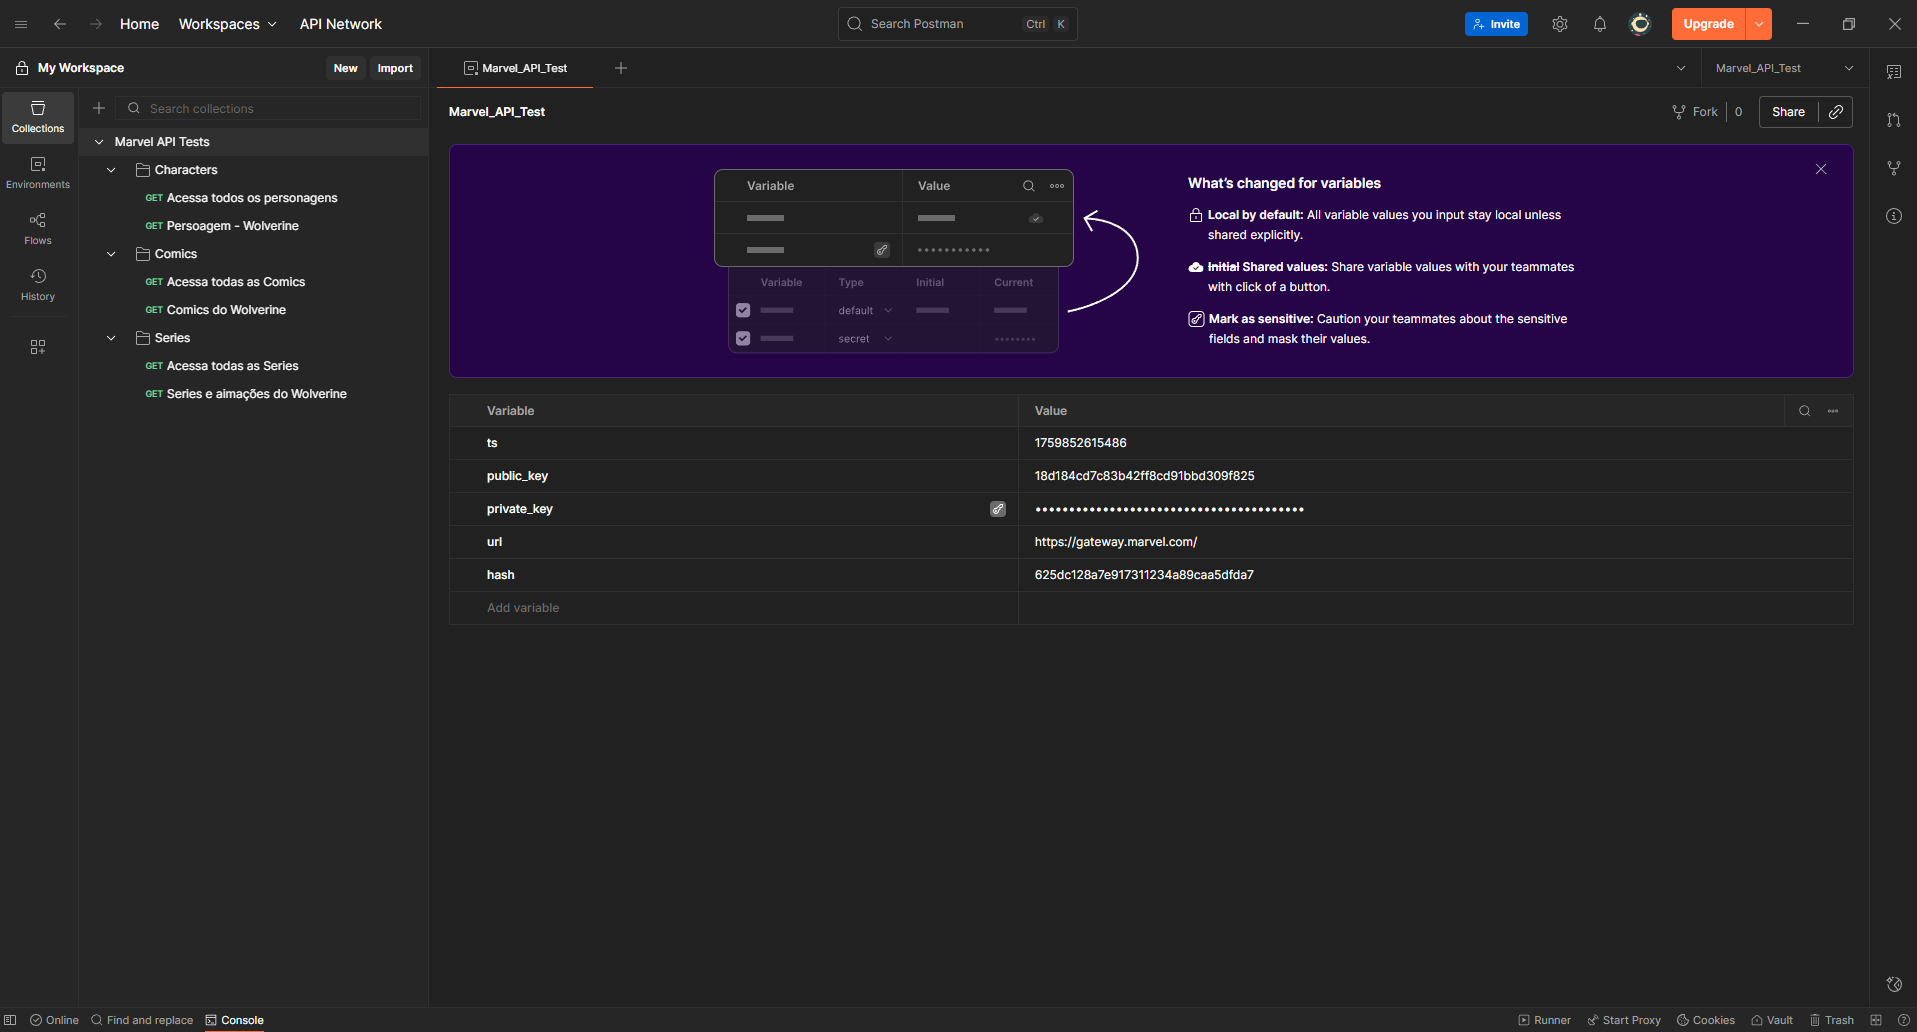 Home Workspaces API Network Search Postman Ctrl K Invite Upgrade
My Workspace New Import Marvel_API_Test Marvel_API_Test
Collections
Environments
Flows
History
Search collections
Marvel API Tests
Characters
GET Acessa todos os personagens
GET Persoagem - Wolverine
Comics
GET Acessa todas as Comics
GET Comics do Wolverine
Series
GET Acessa todas as Series
GET Series e aimações do Wolverine
Marvel_API_Test Fork 0 Share
Variable Value
Variable Type Initial Current
default
secret
What's changed for variables
Local by default: All variable values you input stay local unless
shared explicitly.
Initial Shared values: Share variable values with your teammates
with click of a button.
Mark as sensitive: Caution your teammates about the sensitive
fields and mask their values.
Variable Value
ts 1759852615486
public_key 18d184cd7c83b42ff8cd91bbd309f825
private_key ••••••••••••••••••••••••••••••••••••••••
url https://gateway.marvel.com/
hash 625dc128a7e917311234a89caa5dfda7
Add variable
Online Find and replace Console Runner Start Proxy Cookies Vault Trash